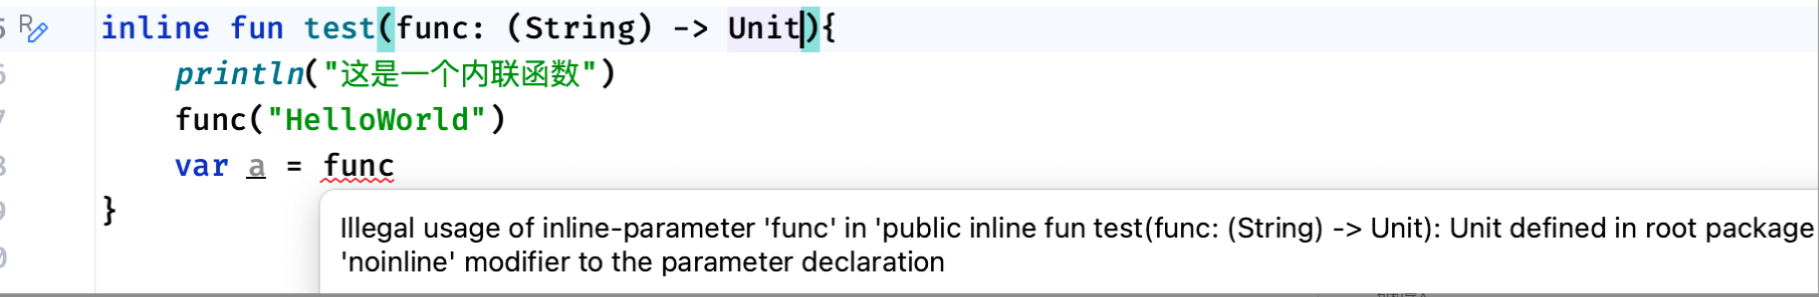 5 inline fun test(func: (String) -> Unit){
6 println("这是一个内联函数")
7 func("HelloWorld")
8 var a = func
9 }
0
Illegal usage of inline-parameter 'func' in 'public inline fun test(func: (String) -> Unit): Unit defined in root package
'noinline' modifier to the parameter declaration